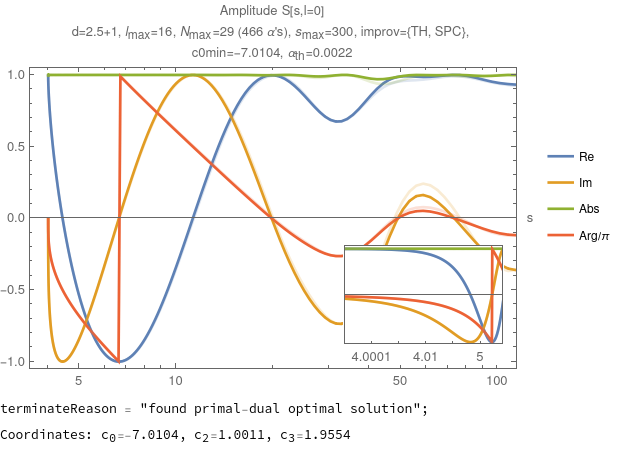 Amplitude S[s,l=0]
d=2.5+1, lmax=16, Nmax=29 (466 α's), smax=300, improv={TH, SPC},
c0min=-7.0104, αth=0.0022
1.0
0.5
0.0
-0.5
-1.0
5
10
50
100
s
Re
Im
Abs
Arg/π
4.0001
4.01
5
terminateReason = "found primal-dual optimal solution";
Coordinates: c0=-7.0104, c2=1.0011, c3=1.9554